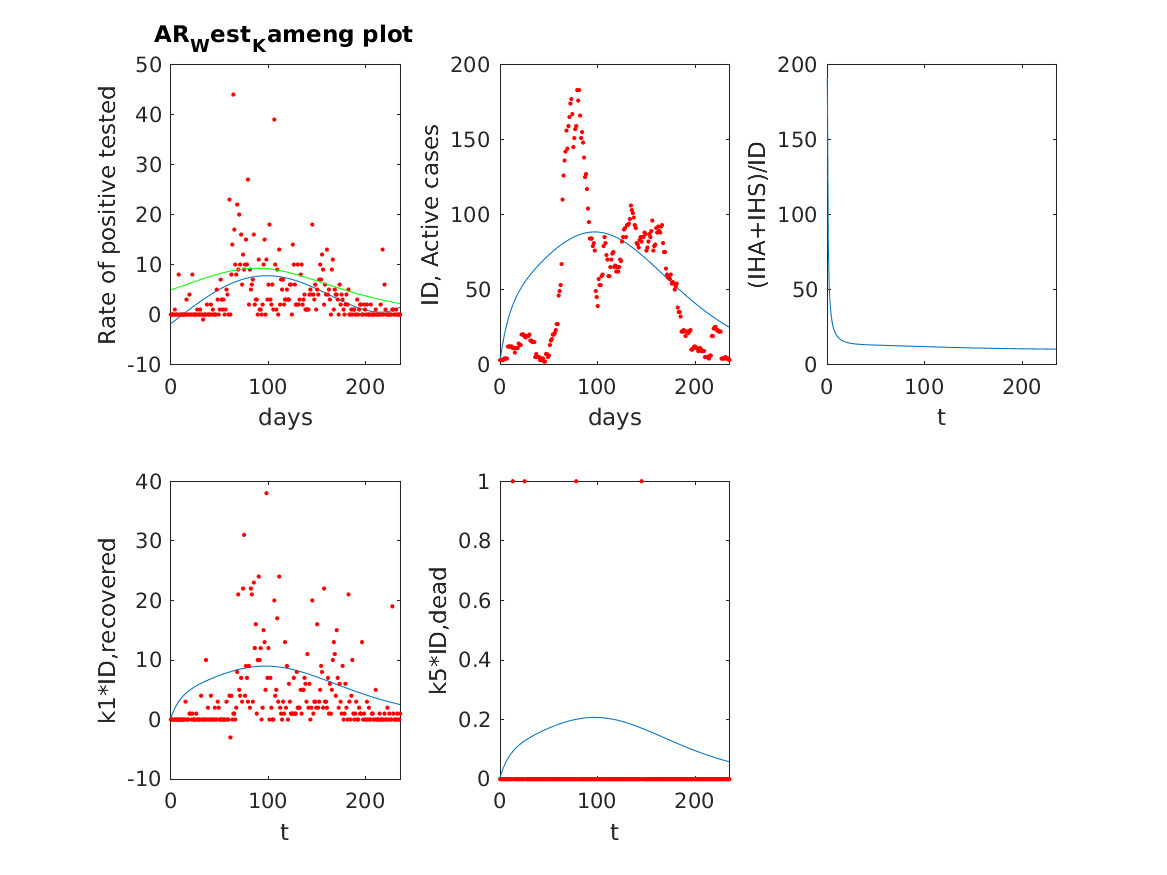 AR_West_Kameng plot
Rate of positive tested
50
40
30
20
10
0
-10
0 100 200
days
ID, Active cases
200
150
100
50
0
0 100 200
days
(IHA+IHS)/ID
200
150
100
50
0
0 100 200
t
k1*ID,recovered
40
30
20
10
0
-10
0 100 200
t
k5*ID,dead
1
0.8
0.6
0.4
0.2
0
0 100 200
t